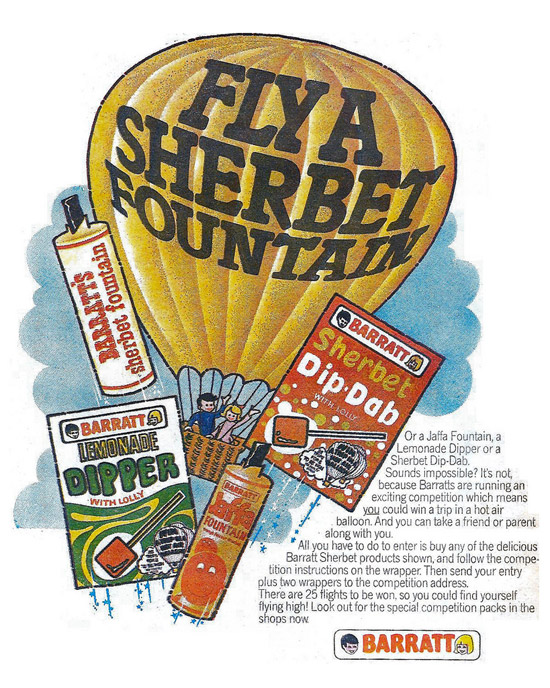 FLY A
SHERBET
FOUNTAIN
BARRATT'S
sherbet fountain
BARRATT
Sherbet
Dip-Dab
WITH LOLLY
BARRATT
LEMONADE
DIPPER
WITH LOLLY
BARRATT
Jaffa
FOUNTAIN
Or a Jaffa Fountain, a
Lemonade Dipper or a
Sherbet Dip-Dab.
Sounds impossible? It's not,
because Barratts are running an
exciting competition which means
you could win a trip in a hot air
balloon. And you can take a friend or parent
along with you.
All you have to do to enter is buy any of the delicious
Barratt Sherbet products shown, and follow the compe-
tition instructions on the wrapper. Then send your entry
plus two wrappers to the competition address.
There are 25 flights to be won, so you could find yourself
flying high! Look out for the special competition packs in the
shops now.
BARRATT